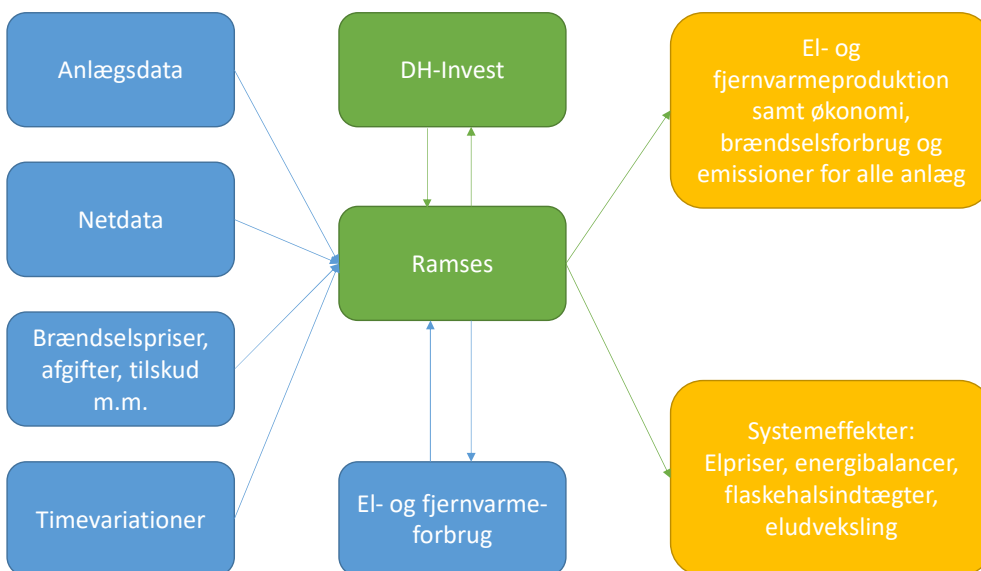 Anlægsdata
Netdata
Brændselspriser,
afgifter, tilskud
m.m.
Timevariationer
DH-Invest
Ramses
El- og fjernvarme-
forbrug
El- og
fjernvarmeproduktion
samt økonomi,
brændselsforbrug og
emissioner for alle anlæg
Systemeffekter:
Elpriser, energibalancer,
flaskehalsindtægter,
eludveksling